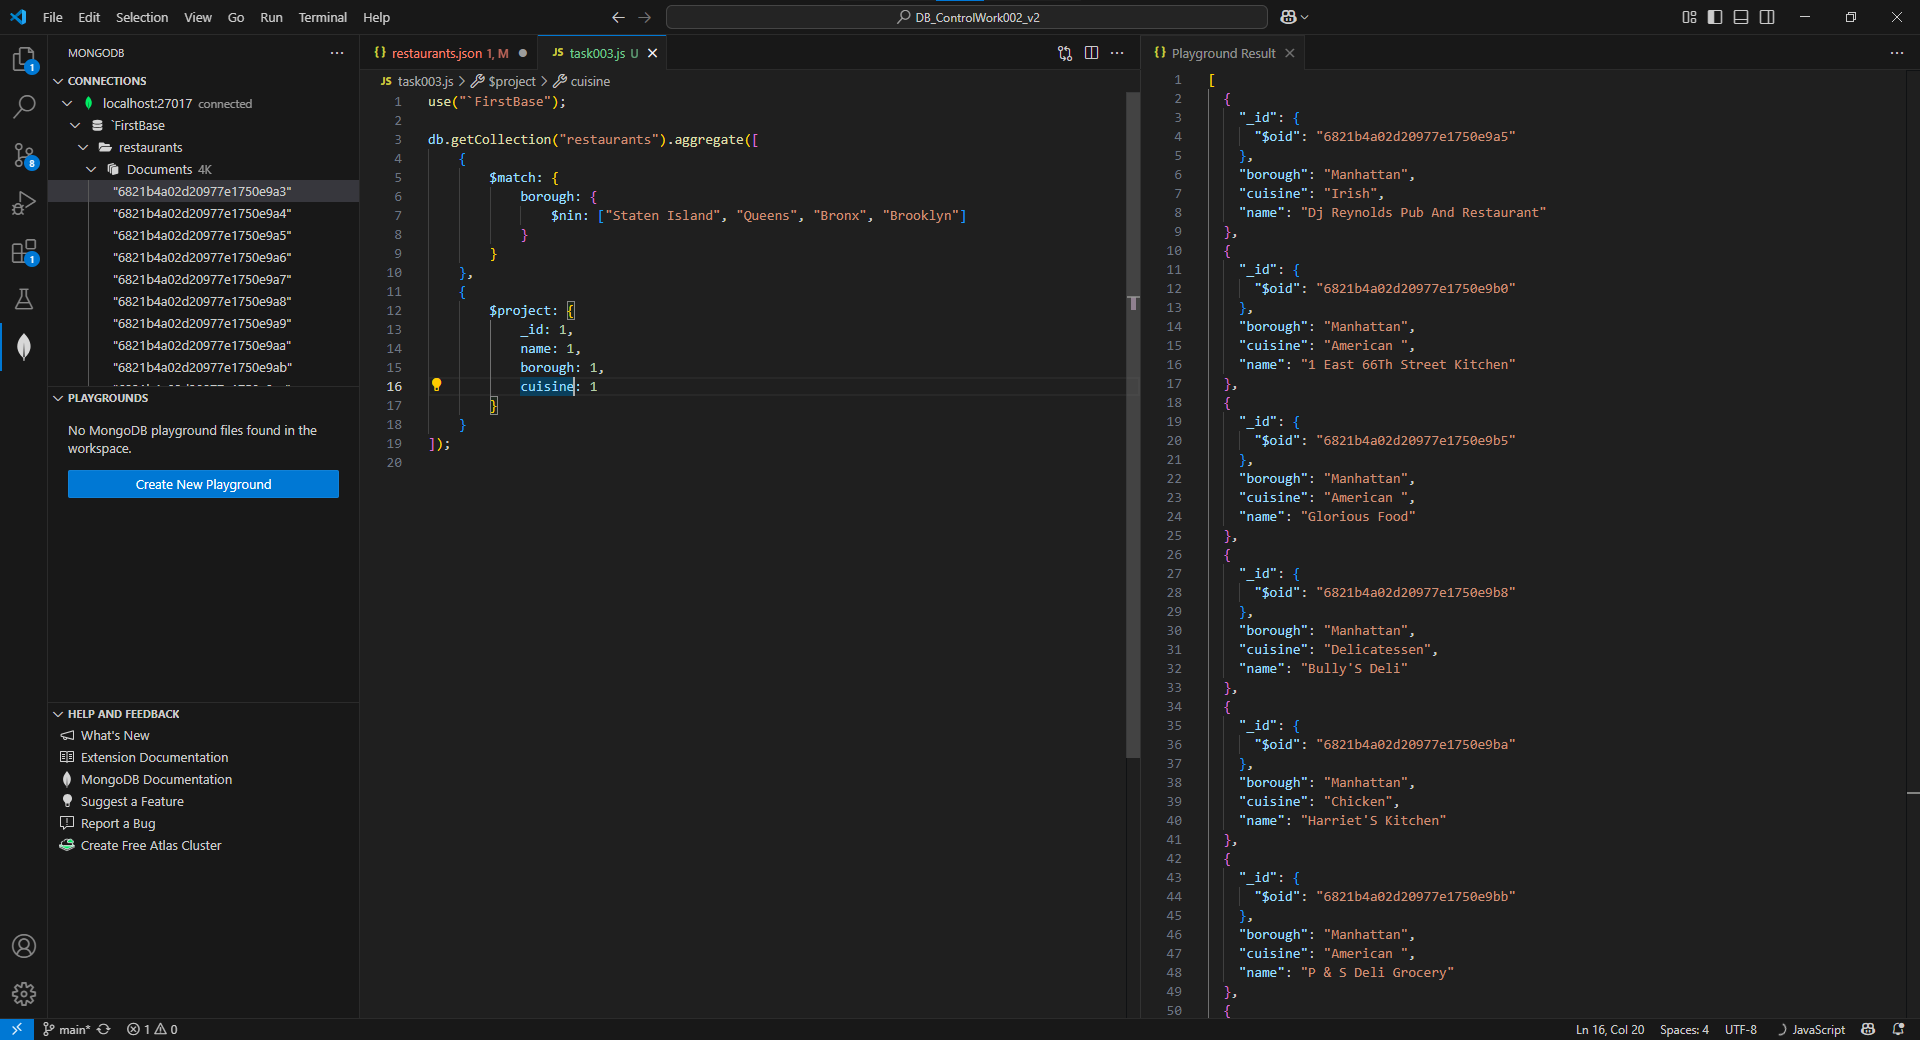 File Edit Selection View Go Run Terminal Help
DB_ControlWork002_v2
MONGODB
CONNECTIONS
localhost:27017 connected
`FirstBase
restaurants
Documents 4K
"6821b4a02d20977e1750e9a3"
"6821b4a02d20977e1750e9a4"
"6821b4a02d20977e1750e9a5"
"6821b4a02d20977e1750e9a6"
"6821b4a02d20977e1750e9a7"
"6821b4a02d20977e1750e9a8"
"6821b4a02d20977e1750e9a9"
"6821b4a02d20977e1750e9aa"
"6821b4a02d20977e1750e9ab"
PLAYGROUNDS
No MongoDB playground files found in the
workspace.
Create New Playground
HELP AND FEEDBACK
What's New
Extension Documentation
MongoDB Documentation
Suggest a Feature
Report a Bug
Create Free Atlas Cluster
1
8
1
restaurants.json 1, M
JS task003.js U
JS task003.js > $project > cuisine
1 use("`FirstBase");
2
3 db.getCollection("restaurants").aggregate([
4 {
5 $match: {
6 borough: {
7 $nin: ["Staten Island", "Queens", "Bronx", "Brooklyn"]
8 }
9 }
10 },
11 {
12 $project: {
13 _id: 1,
14 name: 1,
15 borough: 1,
16 cuisine: 1
17 }
18 }
19 ]);
20
Playground Result
1 [
2 {
3 "_id": {
4 "$oid": "6821b4a02d20977e1750e9a5"
5 },
6 "borough": "Manhattan",
7 "cuisine": "Irish",
8 "name": "Dj Reynolds Pub And Restaurant"
9 },
10 {
11 "_id": {
12 "$oid": "6821b4a02d20977e1750e9b0"
13 },
14 "borough": "Manhattan",
15 "cuisine": "American ",
16 "name": "1 East 66Th Street Kitchen"
17 },
18 {
19 "_id": {
20 "$oid": "6821b4a02d20977e1750e9b5"
21 },
22 "borough": "Manhattan",
23 "cuisine": "American ",
24 "name": "Glorious Food"
25 },
26 {
27 "_id": {
28 "$oid": "6821b4a02d20977e1750e9b8"
29 },
30 "borough": "Manhattan",
31 "cuisine": "Delicatessen",
32 "name": "Bully'S Deli"
33 },
34 {
35 "_id": {
36 "$oid": "6821b4a02d20977e1750e9ba"
37 },
38 "borough": "Manhattan",
39 "cuisine": "Chicken",
40 "name": "Harriet'S Kitchen"
41 },
42 {
43 "_id": {
44 "$oid": "6821b4a02d20977e1750e9bb"
45 },
46 "borough": "Manhattan",
47 "cuisine": "American ",
48 "name": "P & S Deli Grocery"
49 },
50 {
main* 1 0
Ln 16, Col 20 Spaces: 4 UTF-8 JavaScript